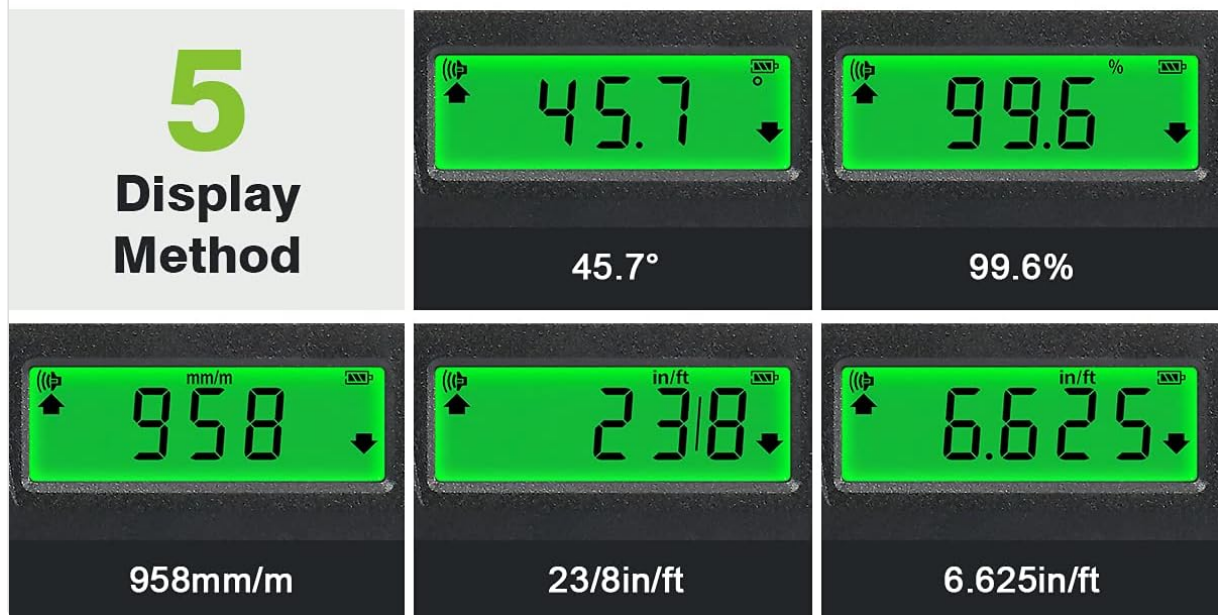 5
Display
Method
45.7°
45.7°
99.6%
99.6%
mm/m
958
958mm/m
in/ft
23/8
23/8in/ft
in/ft
6.625
6.625in/ft